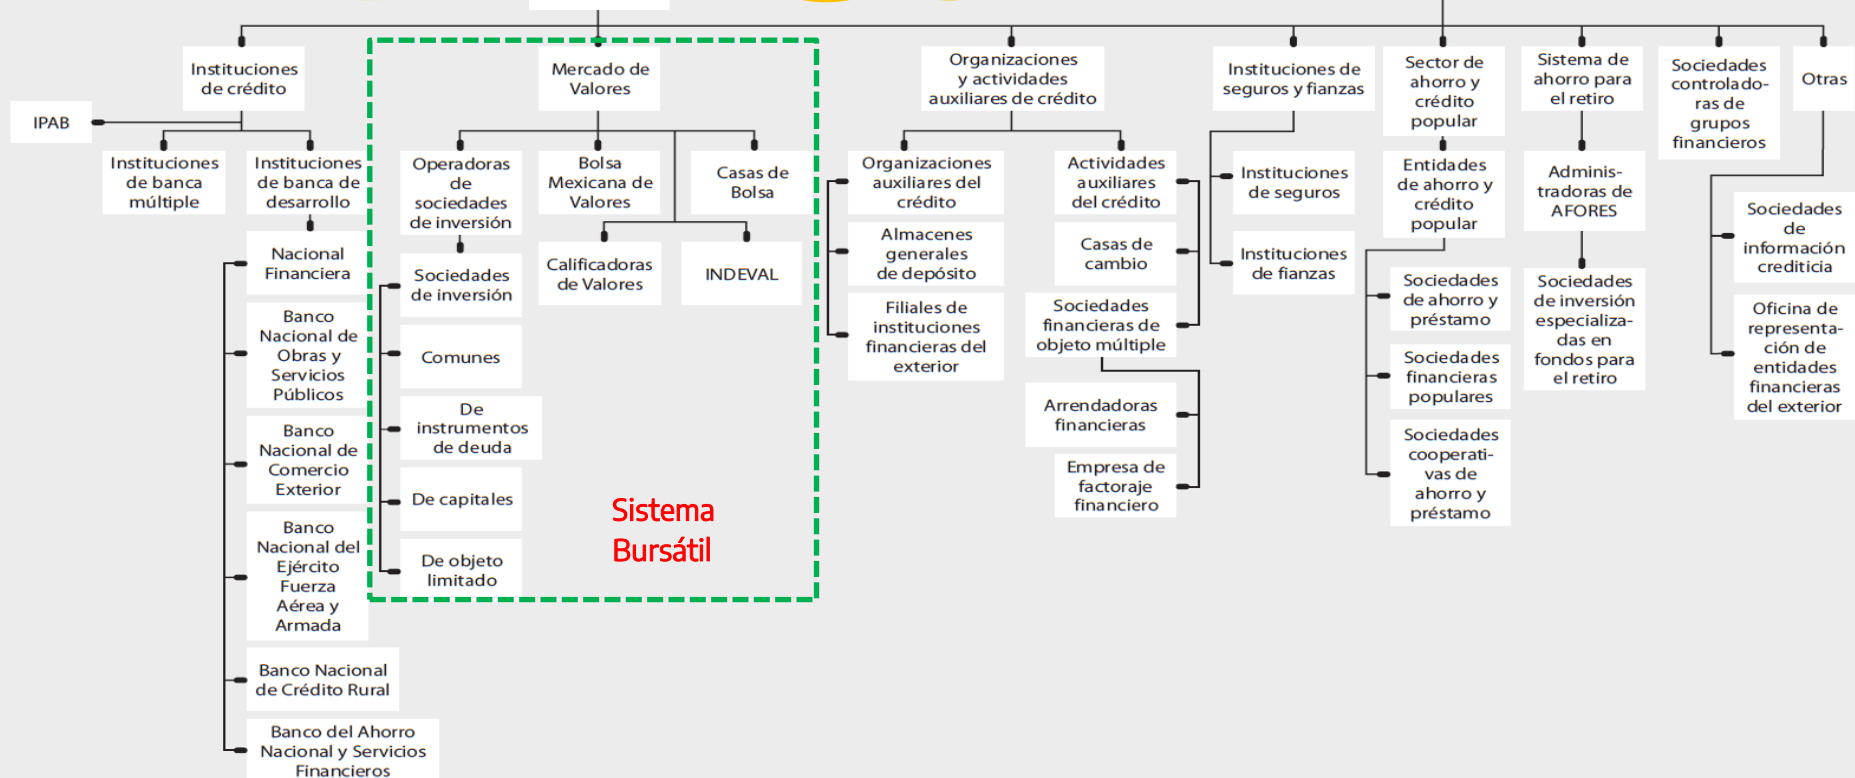 Instituciones
de crédito
Mercado de
Valores
Organizaciones
y actividades
auxiliares de crédito
Instituciones de
seguros y fianzas
Sector de
ahorro y
crédito
popular
Sistema de
ahorro para
el retiro
Sociedades
controlado-
ras de
grupos
financieros
Otras
IPAB
Instituciones
de banca
múltiple
Instituciones
de banca de
desarrollo
Operadoras
de
sociedades
de inversión
Bolsa
Mexicana de
Valores
Casas de
Bolsa
Organizaciones
auxiliares del
crédito
Actividades
auxiliares
del crédito
Instituciones
de seguros
Entidades
de ahorro y
crédito
popular
Adminis-
tradoras de
AFORES
Sociedades
de
información
crediticia
Nacional
Financiera
Sociedades
de inversión
Calificadoras
de Valores
INDEVAL
Almacenes
generales
de depósito
Casas de
cambio
Instituciones
de fianzas
Sociedades
de ahorro y
préstamo
Sociedades
de inversión
especializa-
das en
fondos para
el retiro
Oficina de
representa-
ción de
entidades
financieras
del exterior
Banco
Nacional de
Obras y
Servicios
Públicos
Comunes
Filiales de
instituciones
financieras del
exterior
Sociedades
financieras de
objeto múltiple
Sociedades
financieras
populares
Banco
Nacional de
Comercio
Exterior
De
instrumentos
de deuda
Arrendadoras
financieras
Sociedades
cooperati-
vas de
ahorro y
préstamo
De capitales
Empresa de
factoraje
financiero
Sistema
Bursátil
Banco
Nacional del
Ejército
Fuerza
Aérea y
Armada
De objeto
limitado
Banco Nacional
de Crédito Rural
Banco del Ahorro
Nacional y Servicios
Financieros